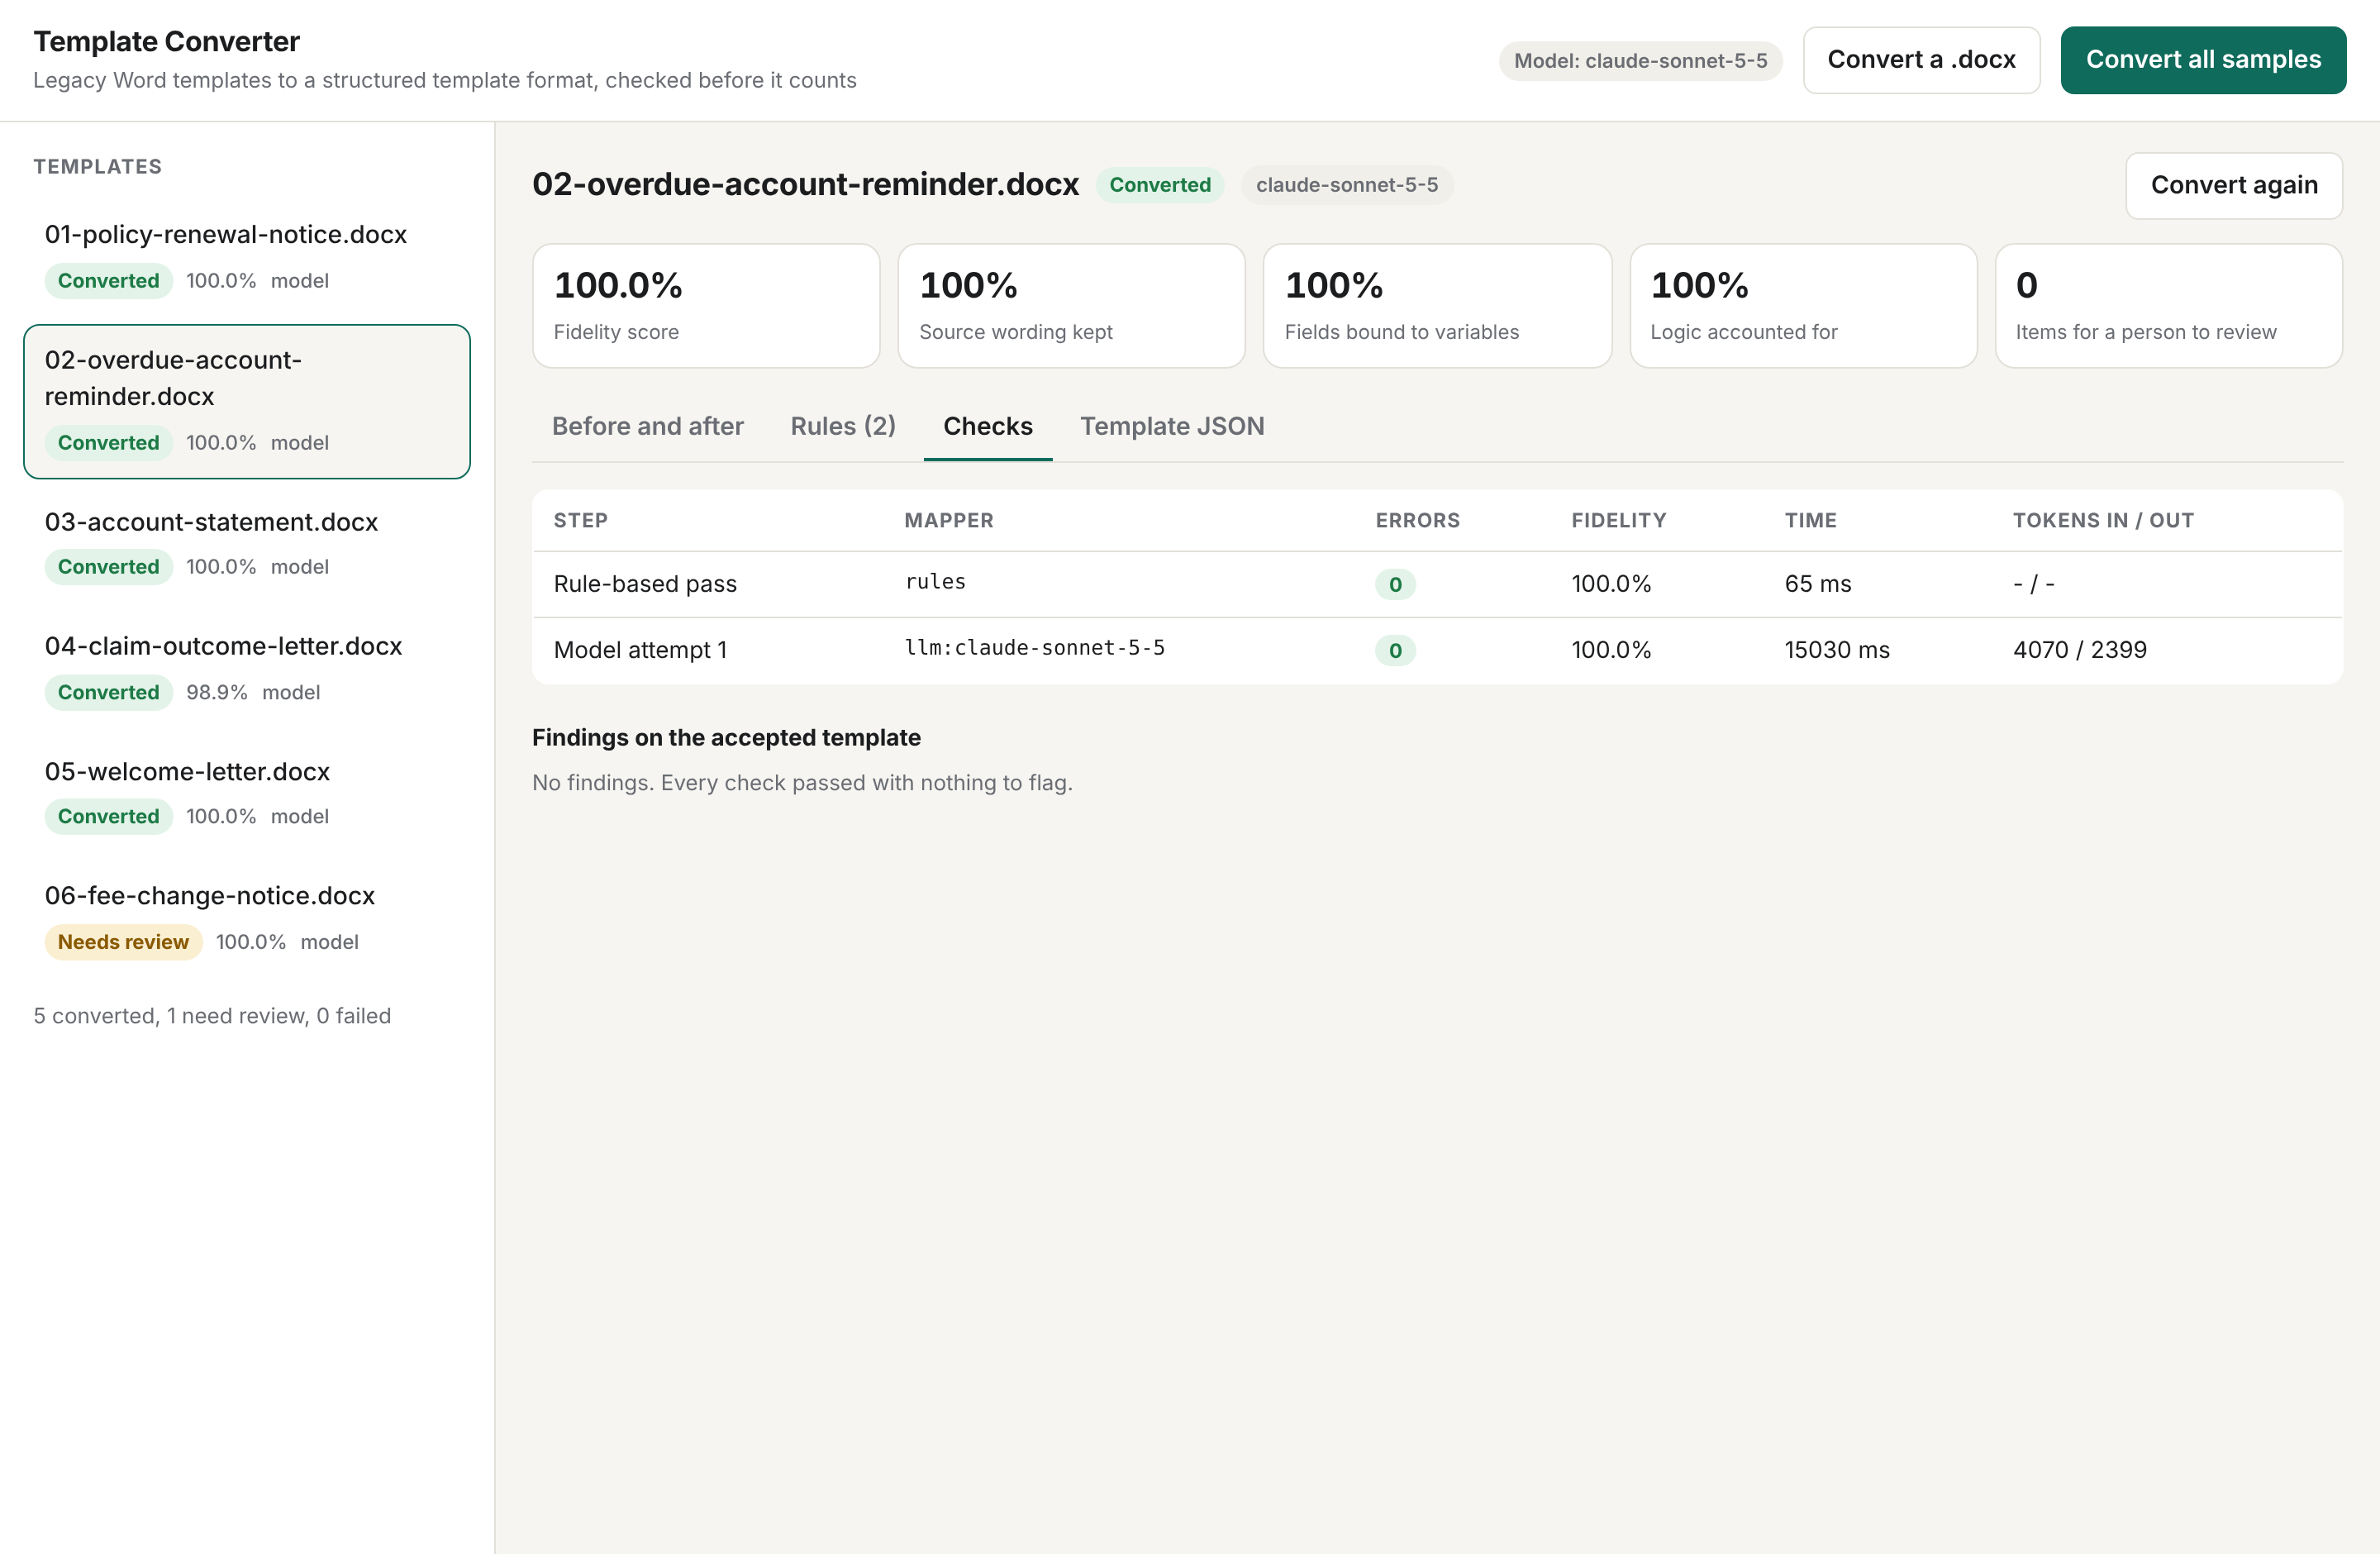 Template Converter
Legacy Word templates to a structured template format, checked before it counts
Model: claude-sonnet-5-5
Convert a .docx
Convert all samples
TEMPLATES
01-policy-renewal-notice.docx
Converted 100.0% model
02-overdue-account-
reminder.docx
Converted 100.0% model
03-account-statement.docx
Converted 100.0% model
04-claim-outcome-letter.docx
Converted 98.9% model
05-welcome-letter.docx
Converted 100.0% model
06-fee-change-notice.docx
Needs review 100.0% model
5 converted, 1 need review, 0 failed
02-overdue-account-reminder.docx Converted claude-sonnet-5-5
Convert again
100.0%
Fidelity score
100%
Source wording kept
100%
Fields bound to variables
100%
Logic accounted for
0
Items for a person to review
Before and after Rules (2) Checks Template JSON
STEP MAPPER ERRORS FIDELITY TIME TOKENS IN / OUT
Rule-based pass rules 0 100.0% 65 ms - / -
Model attempt 1 llm:claude-sonnet-5-5 0 100.0% 15030 ms 4070 / 2399
Findings on the accepted template
No findings. Every check passed with nothing to flag.